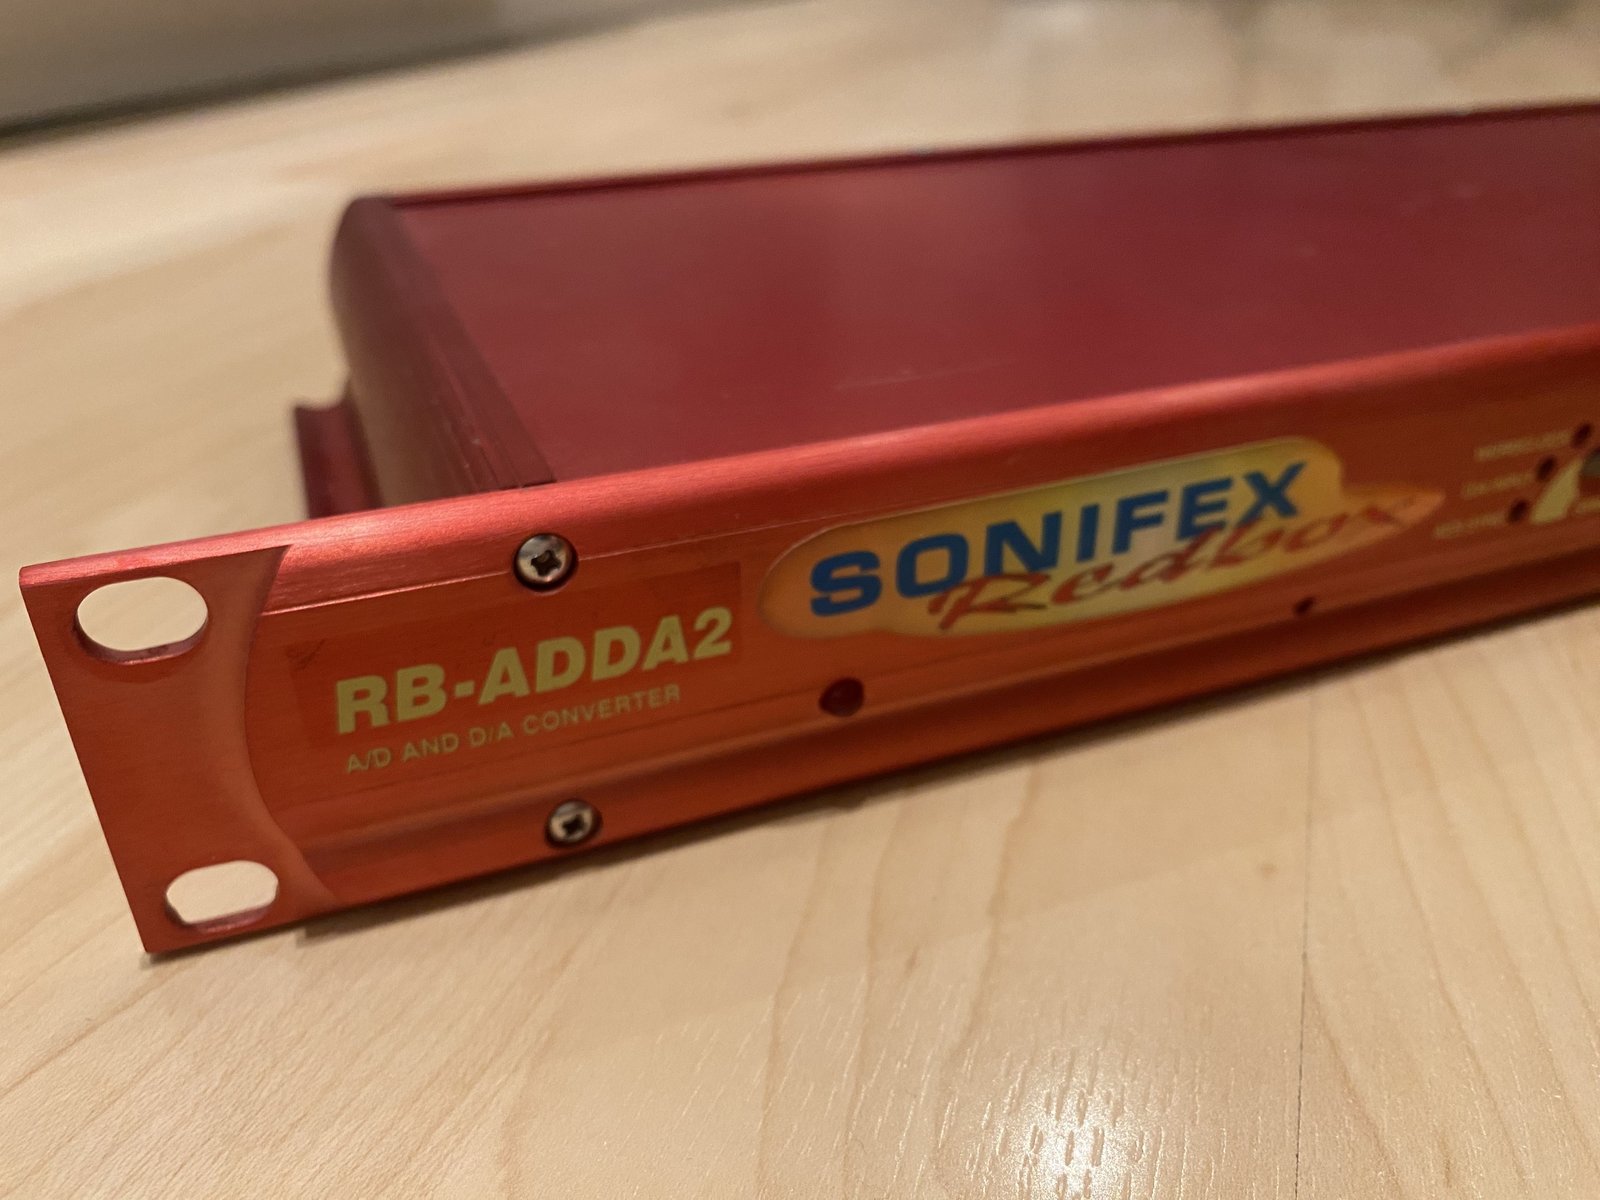 RB-ADDA2
A/D AND D/A CONVERTER
SONIFEX
Redbox